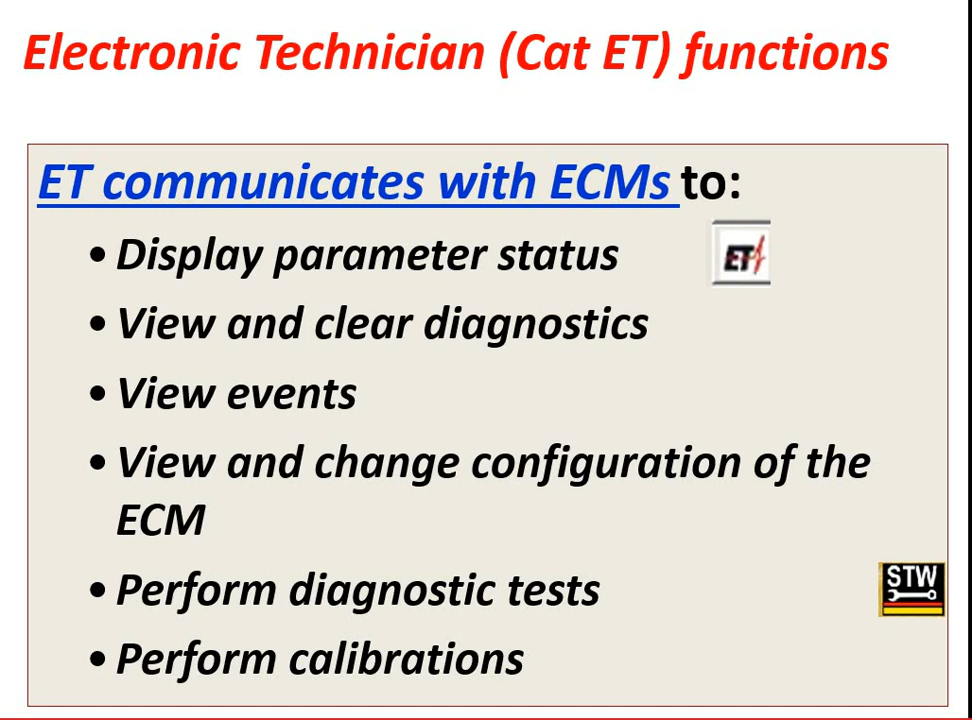 Electronic Technician (Cat ET) functions
ET communicates with ECMs to:
• Display parameter status
ET
• View and clear diagnostics
• View events
• View and change configuration of the
ECM
• Perform diagnostic tests
STW
• Perform calibrations